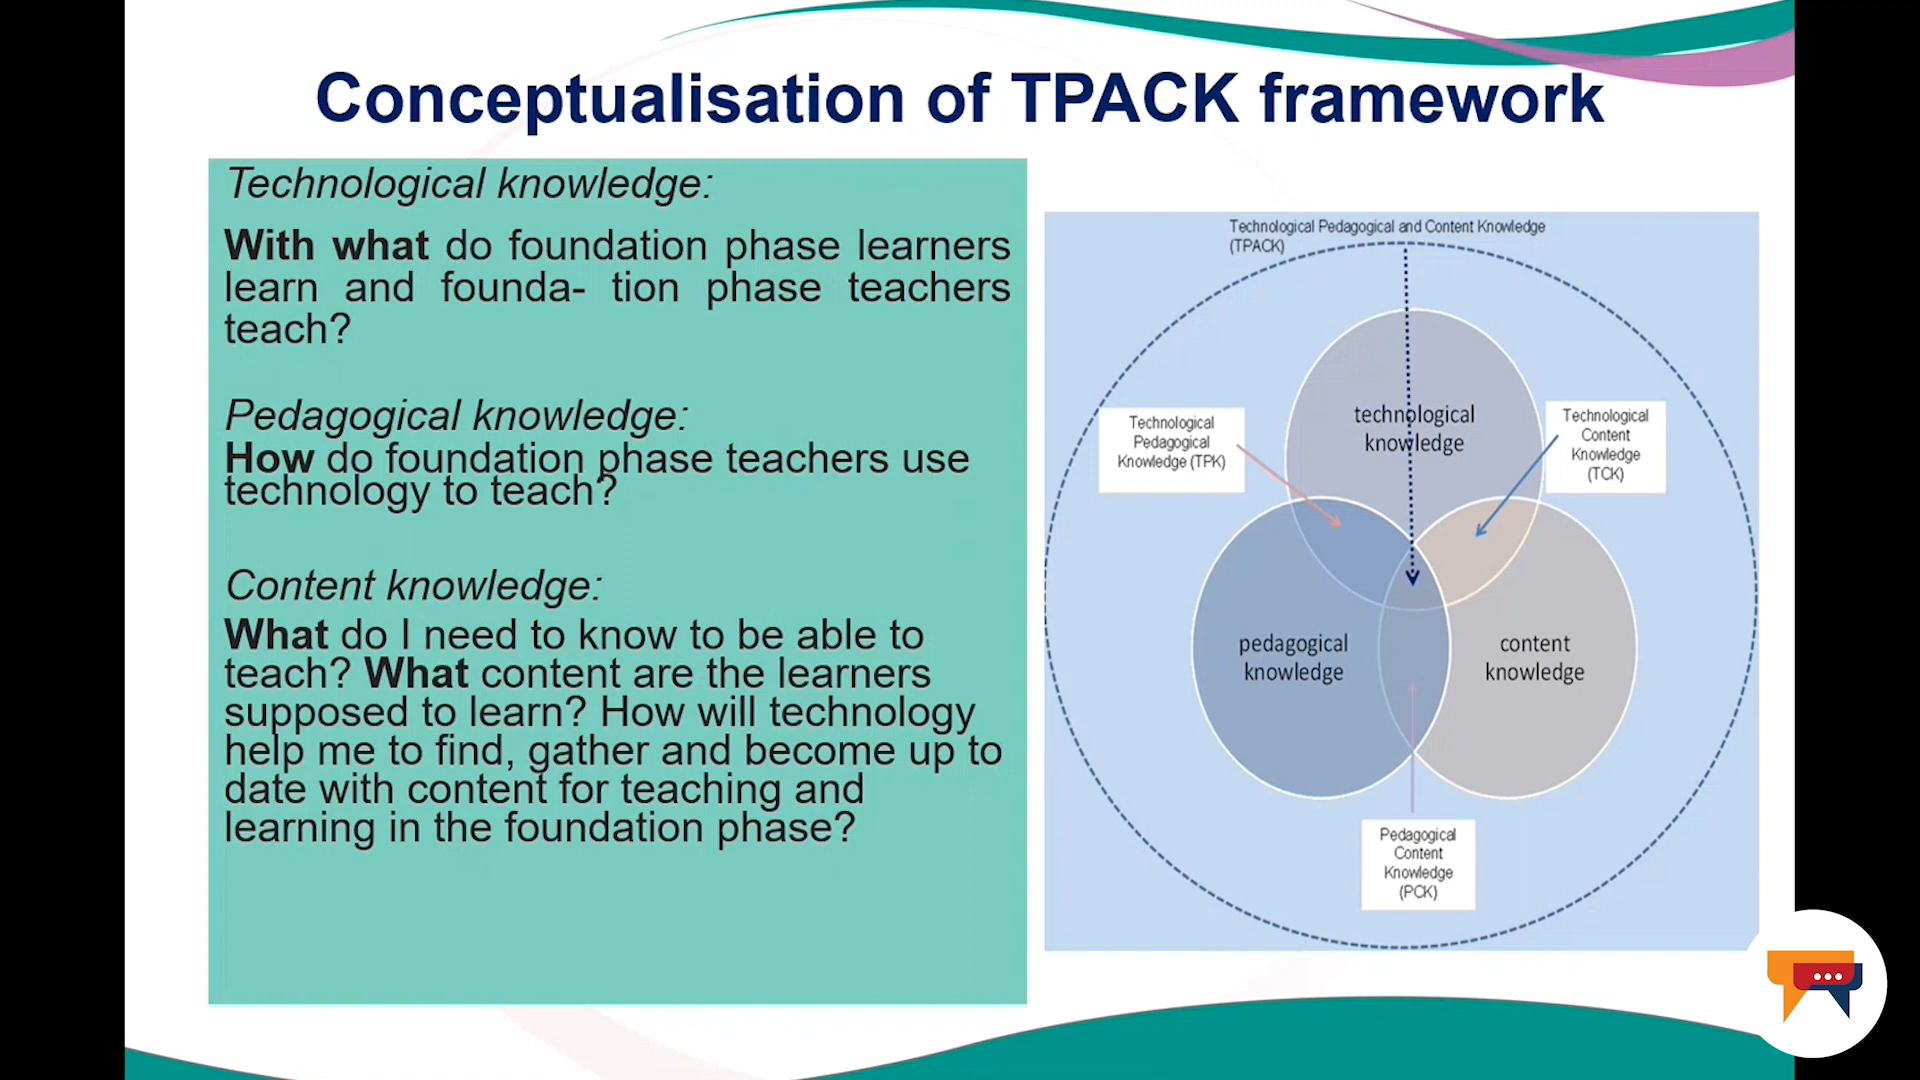 Conceptualisation of TPACK framework
Technological knowledge:
With what do foundation phase learners
learn and founda- tion phase teachers
teach?
Pedagogical knowledge:
How do foundation phase teachers use
technology to teach?
Content knowledge:
What do I need to know to be able to
teach? What content are the learners
supposed to learn? How will technology
help me to find, gather and become up to
date with content for teaching and
learning in the foundation phase?
Technological Pedagogical and Content Knowledge
(TPACK)
technological
knowledge
Technological
Pedagogical
Knowledge (TPK)
Technological
Content
Knowledge
(TCK)
pedagogical
knowledge
content
knowledge
Pedagogical
Content
Knowledge
(PCK)